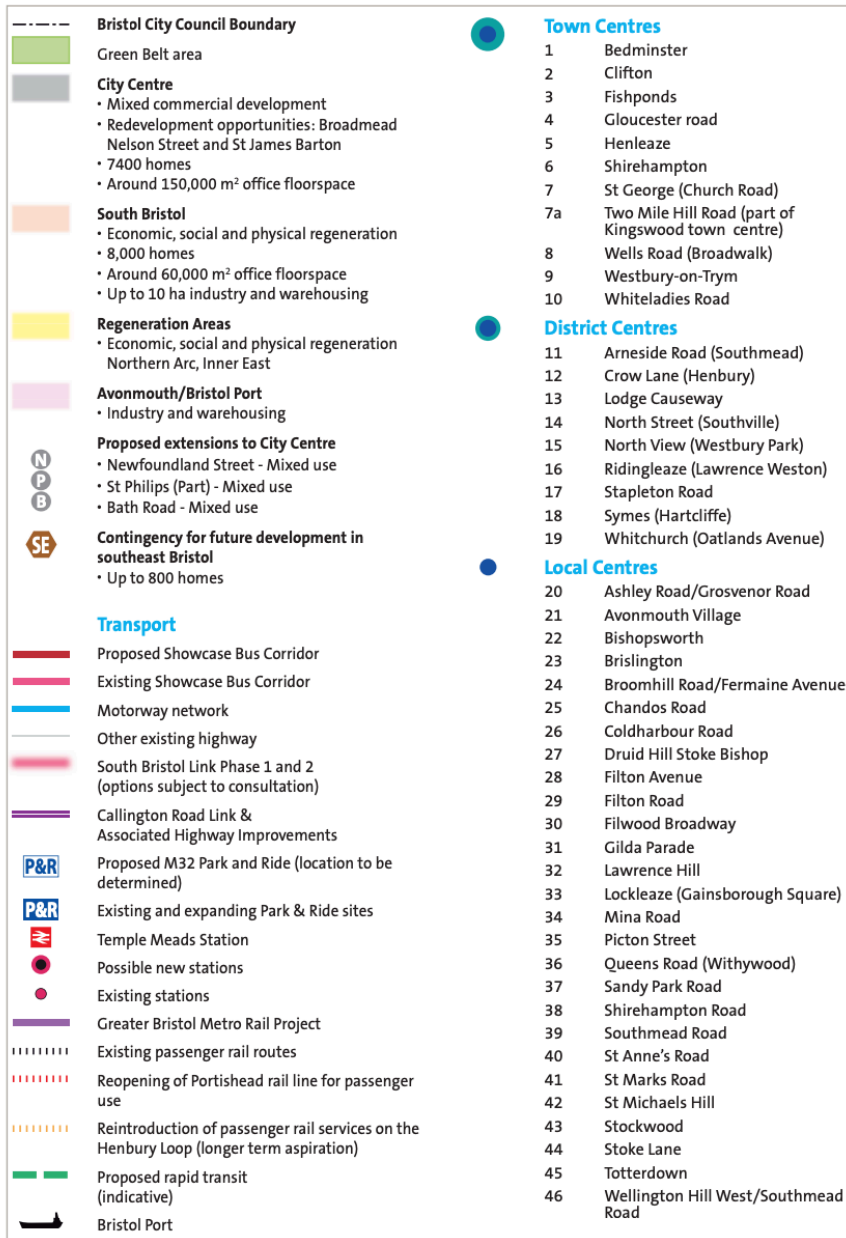 Bristol City Council Boundary
Green Belt area
City Centre
• Mixed commercial development
• Redevelopment opportunities: Broadmead
Nelson Street and St James Barton
• 7400 homes
• Around 150,000 m² office floorspace
South Bristol
• Economic, social and physical regeneration
• 8,000 homes
• Around 60,000 m² office floorspace
• Up to 10 ha industry and warehousing
Regeneration Areas
• Economic, social and physical regeneration
Northern Arc, Inner East
Avonmouth/Bristol Port
• Industry and warehousing
Proposed extensions to City Centre
N • Newfoundland Street - Mixed use
P • St Philips (Part) - Mixed use
B • Bath Road - Mixed use
SE Contingency for future development in
southeast Bristol
• Up to 800 homes
Transport
Proposed Showcase Bus Corridor
Existing Showcase Bus Corridor
Motorway network
Other existing highway
South Bristol Link Phase 1 and 2
(options subject to consultation)
Callington Road Link &
Associated Highway Improvements
P&R Proposed M32 Park and Ride (location to be
determined)
P&R Existing and expanding Park & Ride sites
Temple Meads Station
Possible new stations
Existing stations
Greater Bristol Metro Rail Project
Existing passenger rail routes
Reopening of Portishead rail line for passenger
use
Reintroduction of passenger rail services on the
Henbury Loop (longer term aspiration)
Proposed rapid transit
(indicative)
Bristol Port
Town Centres
1 Bedminster
2 Clifton
3 Fishponds
4 Gloucester road
5 Henleaze
6 Shirehampton
7 St George (Church Road)
7a Two Mile Hill Road (part of
Kingswood town centre)
8 Wells Road (Broadwalk)
9 Westbury-on-Trym
10 Whiteladies Road
District Centres
11 Arneside Road (Southmead)
12 Crow Lane (Henbury)
13 Lodge Causeway
14 North Street (Southville)
15 North View (Westbury Park)
16 Ridingleaze (Lawrence Weston)
17 Stapleton Road
18 Symes (Hartcliffe)
19 Whitchurch (Oatlands Avenue)
Local Centres
20 Ashley Road/Grosvenor Road
21 Avonmouth Village
22 Bishopsworth
23 Brislington
24 Broomhill Road/Fermaine Avenue
25 Chandos Road
26 Coldharbour Road
27 Druid Hill Stoke Bishop
28 Filton Avenue
29 Filton Road
30 Filwood Broadway
31 Gilda Parade
32 Lawrence Hill
33 Lockleaze (Gainsborough Square)
34 Mina Road
35 Picton Street
36 Queens Road (Withywood)
37 Sandy Park Road
38 Shirehampton Road
39 Southmead Road
40 St Anne's Road
41 St Marks Road
42 St Michaels Hill
43 Stockwood
44 Stoke Lane
45 Totterdown
46 Wellington Hill West/Southmead
Road